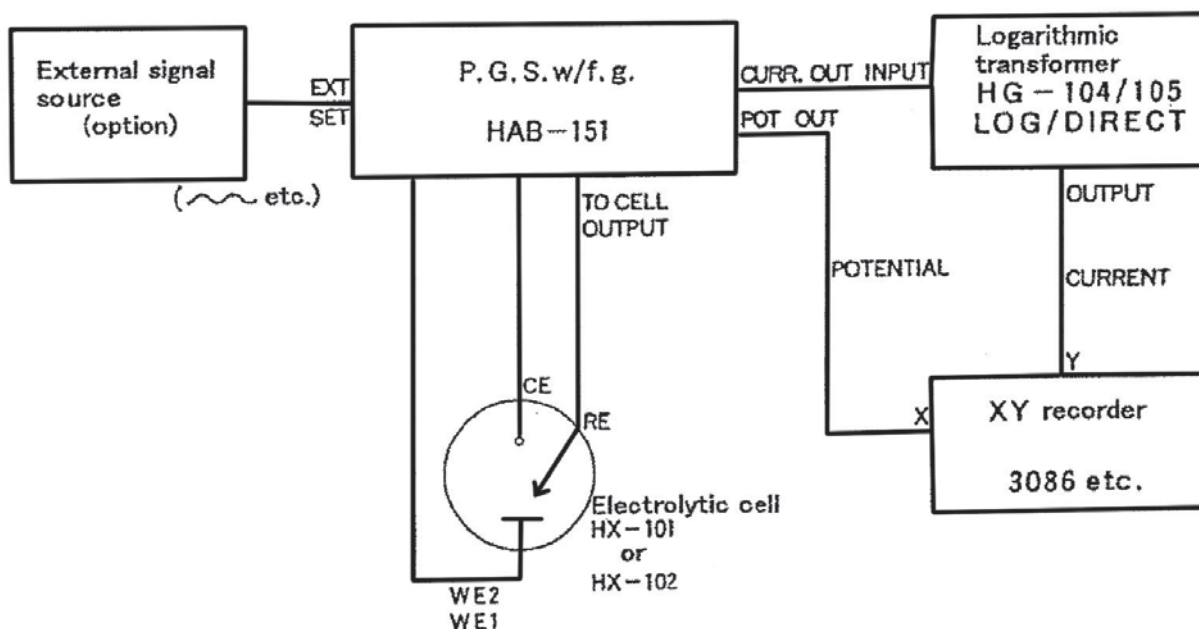 External signal
source
(option)
EXT
SET
( etc.)
P. G. S. w/f. g.
HAB-151
CURR. OUT INPUT
POT OUT
Logarithmic
transformer
HG-104/105
LOG/DIRECT
TO CELL
OUTPUT
OUTPUT
POTENTIAL
CURRENT
Y
X
XY recorder
3086 etc.
CE
RE
Electrolytic cell
HX-101
or
HX-102
WE2
WE1